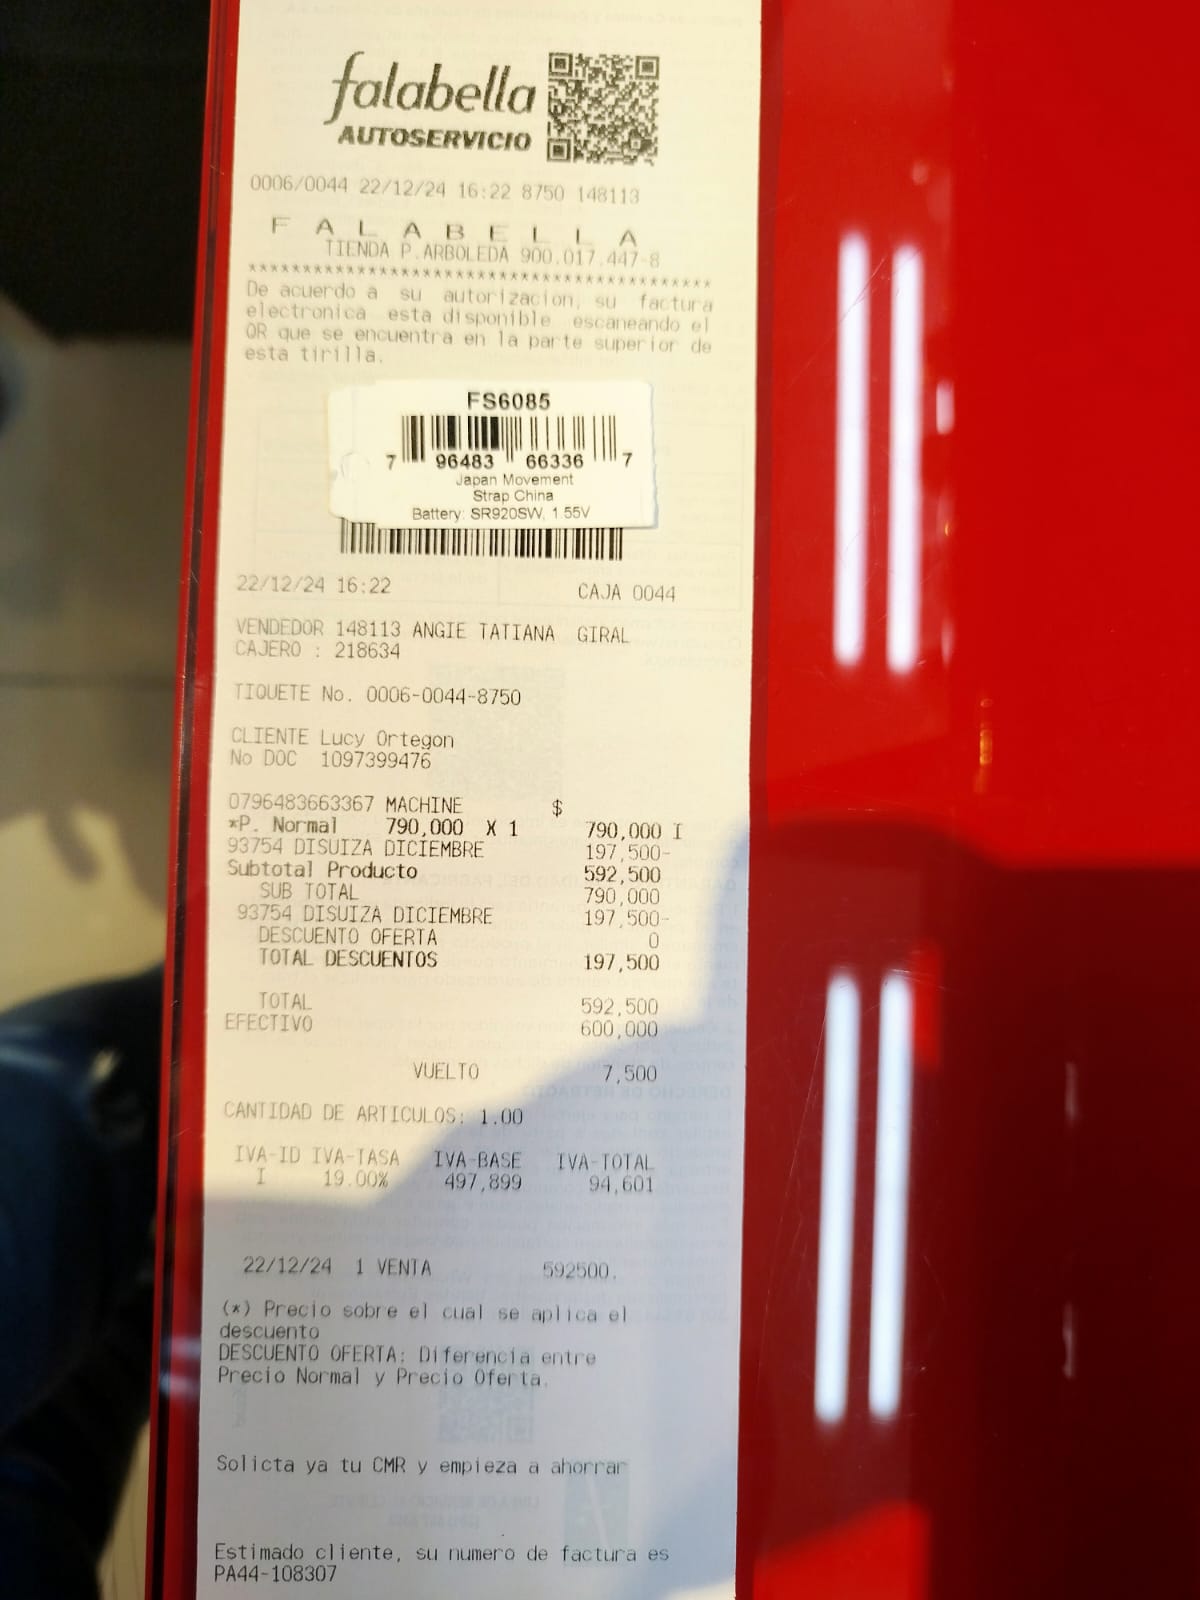 falabella
AUTOSERVICIO
0006/0044 22/12/24 16:22 8750 148113
F A L A B E L L A
TIENDA P.ARBOLEDA 900.017.447-8
*******************************************
De acuerdo a su autorizacion, su factura
electronica esta disponible escaneando el
QR que se encuentra en la parte superior de
esta tirilla.
FS6085
7 96483 66336 7
Japan Movement
Strap China
Battery: SR920SW, 1.55V
22/12/24 16:22 CAJA 0044
VENDEDOR 148113 ANGIE TATIANA GIRAL
CAJERO : 218634
TIQUETE No. 0006-0044-8750
CLIENTE Lucy Ortegon
No DOC 1097399476
0796483663367 MACHINE $
*P. Normal 790,000 X 1 790,000 I
93754 DISUIZA DICIEMBRE 197,500-
Subtotal Producto 592,500
SUB TOTAL 790,000
93754 DISUIZA DICIEMBRE 197,500-
DESCUENTO OFERTA 0
TOTAL DESCUENTOS 197,500
TOTAL 592,500
EFECTIVO 600,000
VUELTO 7,500
CANTIDAD DE ARTICULOS: 1.00
IVA-ID IVA-TASA IVA-BASE IVA-TOTAL
I 19.00% 497,899 94,601
22/12/24 1 VENTA 592500.
(*) Precio sobre el cual se aplica el
descuento
DESCUENTO OFERTA: Diferencia entre
Precio Normal y Precio Oferta.
Solicta ya tu CMR y empieza a ahorrar
Estimado cliente, su numero de factura es
PA44-108307